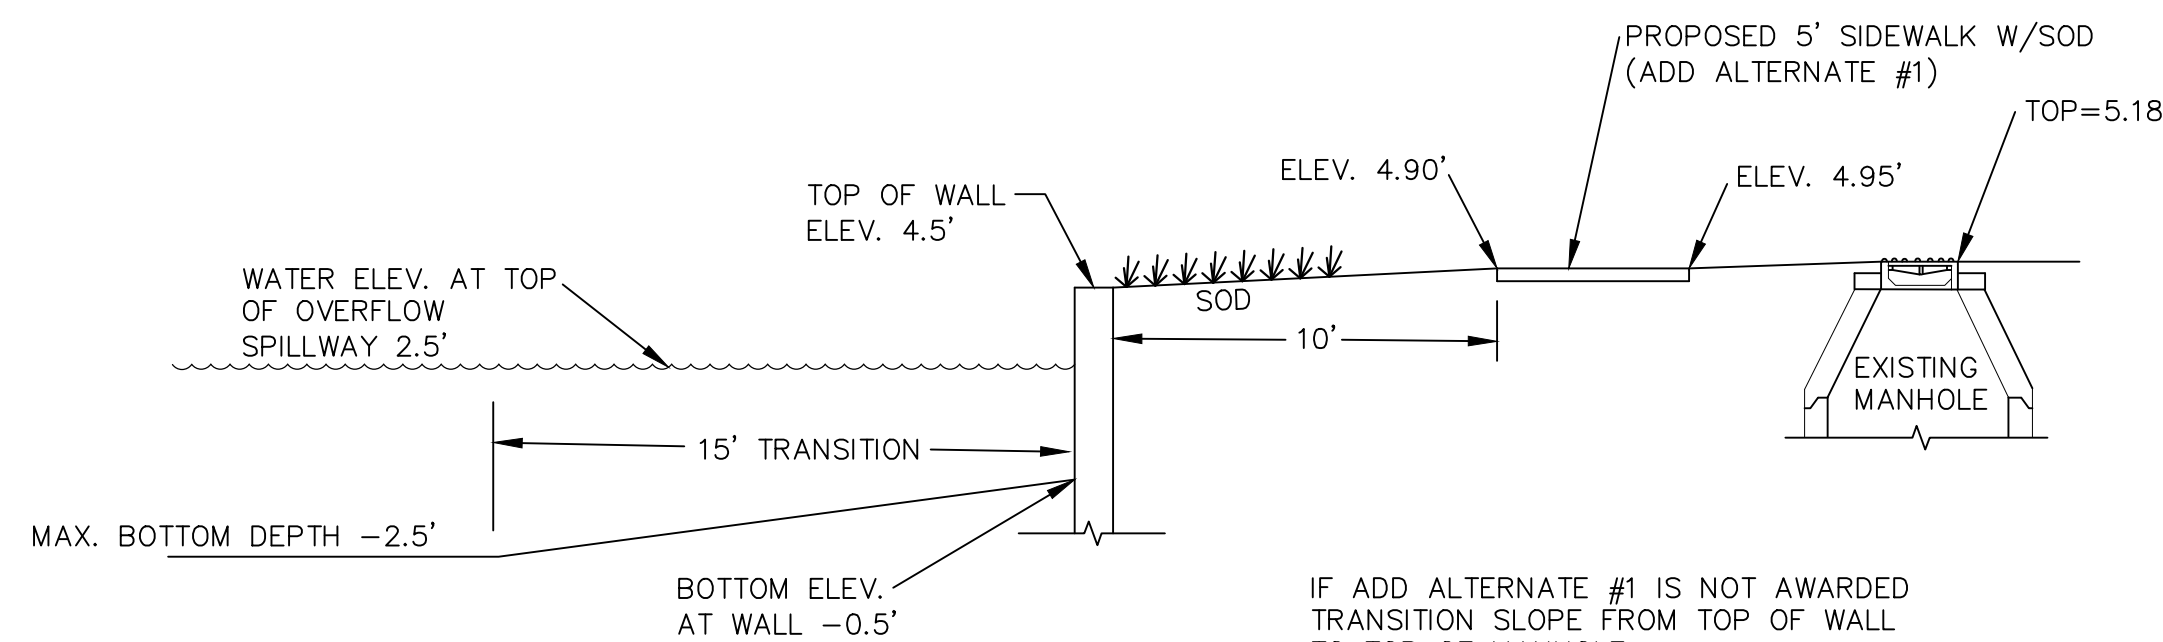 PROPOSED 5' SIDEWALK W/SOD
(ADD ALTERNATE #1)
TOP=5.18
ELEV. 4.90'
ELEV. 4.95'
TOP OF WALL
ELEV. 4.5'
WATER ELEV. AT TOP
OF OVERFLOW
SPILLWAY 2.5'
SOD
10'
EXISTING
MANHOLE
15' TRANSITION
MAX. BOTTOM DEPTH -2.5'
BOTTOM ELEV.
AT WALL -0.5'
IF ADD ALTERNATE #1 IS NOT AWARDED
TRANSITION SLOPE FROM TOP OF WALL